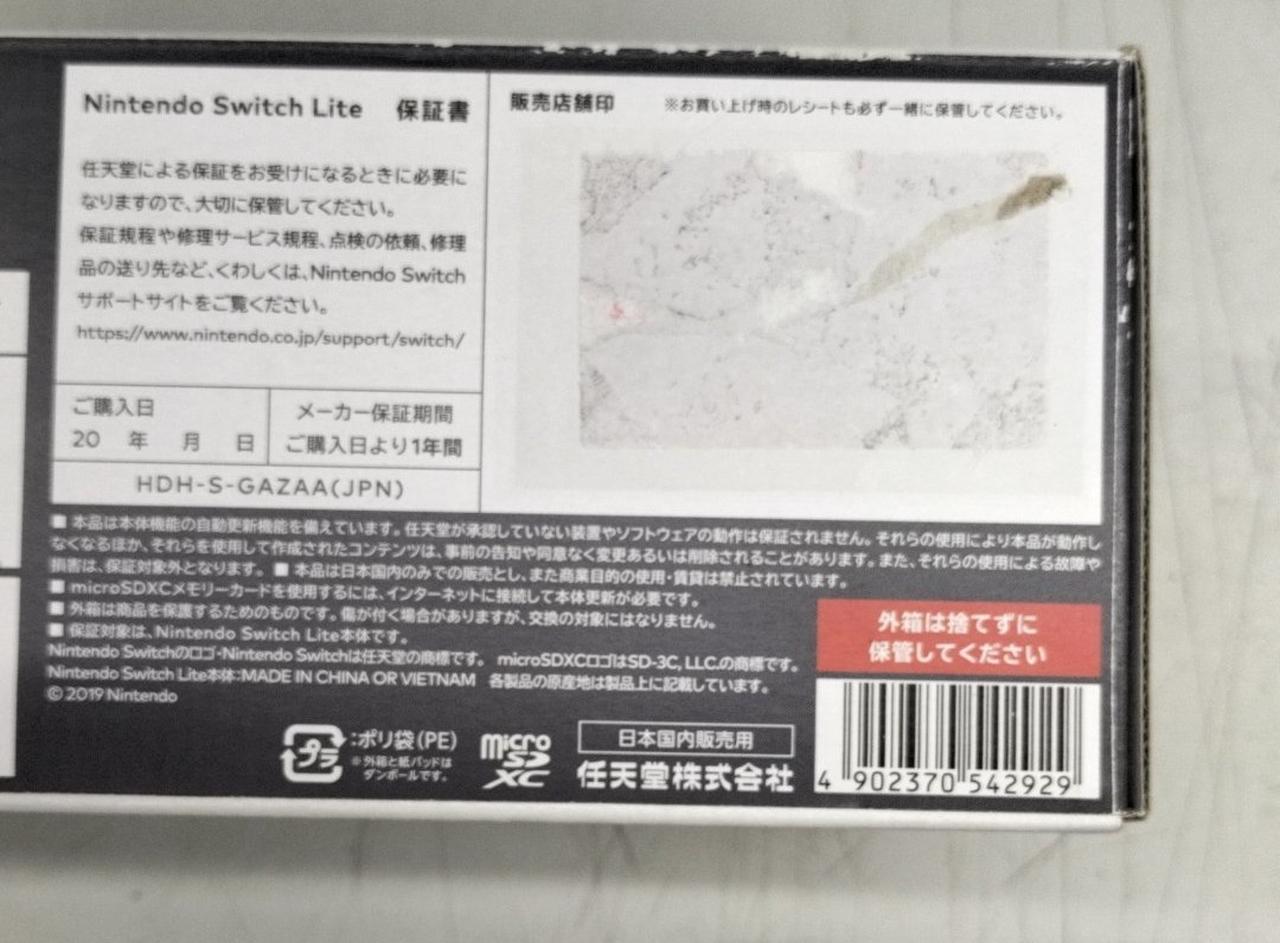 Nintendo Switch Lite 保証書
任天堂による保証をお受けになるときに必要に
なりますので、大切に保管してください。
保証規程や修理サービス規程、点検の依頼、修理
品の送り先など、くわしくは、Nintendo Switch
サポートサイトをご覧ください。
https://www.nintendo.co.jp/support/switch/
ご購入日
20 年 月 日
メーカー保証期間
ご購入日より1年間
HDH-S-GAZAA(JPN)
販売店舗印 ※お買い上げ時のレシートも必ず一緒に保管してください。
■ 本品は本体機能の自動更新機能を備えています。任天堂が承認していない装置やソフトウェアの動作は保証されません。それらの使用により本品が動作し
なくなるほか、それらを使用して作成されたコンテンツは、事前の告知や同意なく変更あるいは削除されることがあります。また、それらの使用による故障や
損害は、保証対象外となります。 ■ 本品は日本国内のみでの販売とし、また商業目的の使用・賃貸は禁止されています。
■ microSDXCメモリーカードを使用するには、インターネットに接続して本体更新が必要です。
■ 外箱は商品を保護するためのものです。傷が付く場合がありますが、交換の対象にはなりません。
■ 保証対象は、Nintendo Switch Lite本体です。
Nintendo Switchのロゴ・Nintendo Switchは任天堂の商標です。 microSDXCロゴはSD-3C, LLC.の商標です。
Nintendo Switch Lite本体:MADE IN CHINA OR VIETNAM 各製品の原産地は製品上に記載しています。
© 2019 Nintendo
外箱は捨てずに
保管してください
プラ
:ポリ袋(PE)
※外箱と紙パッドは
ダンボールです。
micro
SD
XC
日本国内販売用
任天堂株式会社
4 902370 542929